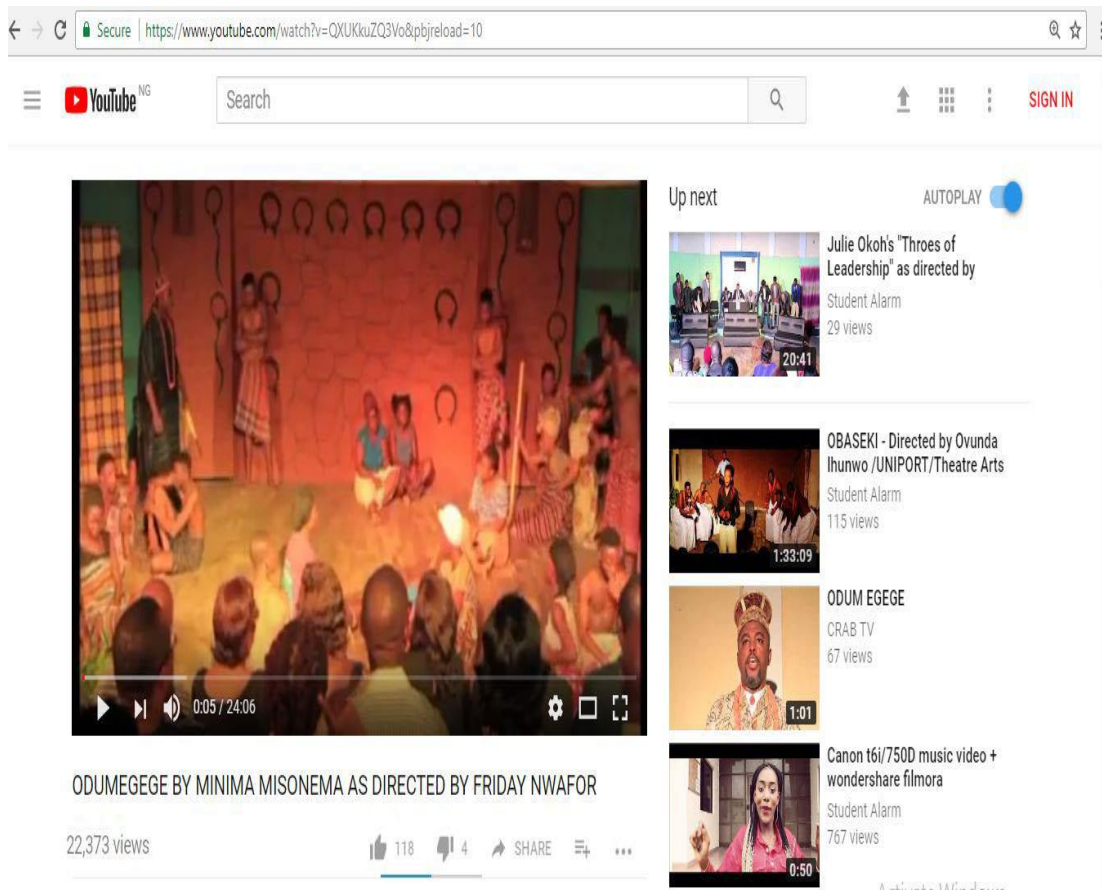 Secure | https://www.youtube.com/watch?v=QXUKkuZQ3Vo&pbjreload=10
YouTube NG
Search
SIGN IN
Up next
AUTOPLAY
Julie Okoh's "Throes of
Leadership" as directed by
Student Alarm
29 views
20:41
OBASEKI - Directed by Ovunda
Ihunwo /UNIPORT/Theatre Arts
Student Alarm
115 views
1:33:09
ODUM EGEGE
CRAB TV
67 views
1:01
Canon t6i/750D music video +
wondershare filmora
Student Alarm
767 views
0:50
0:05 / 24:06
ODUMEGEGE BY MINIMA MISONEMA AS DIRECTED BY FRIDAY NWAFOR
22,373 views
118
4
SHARE
Activate Windows